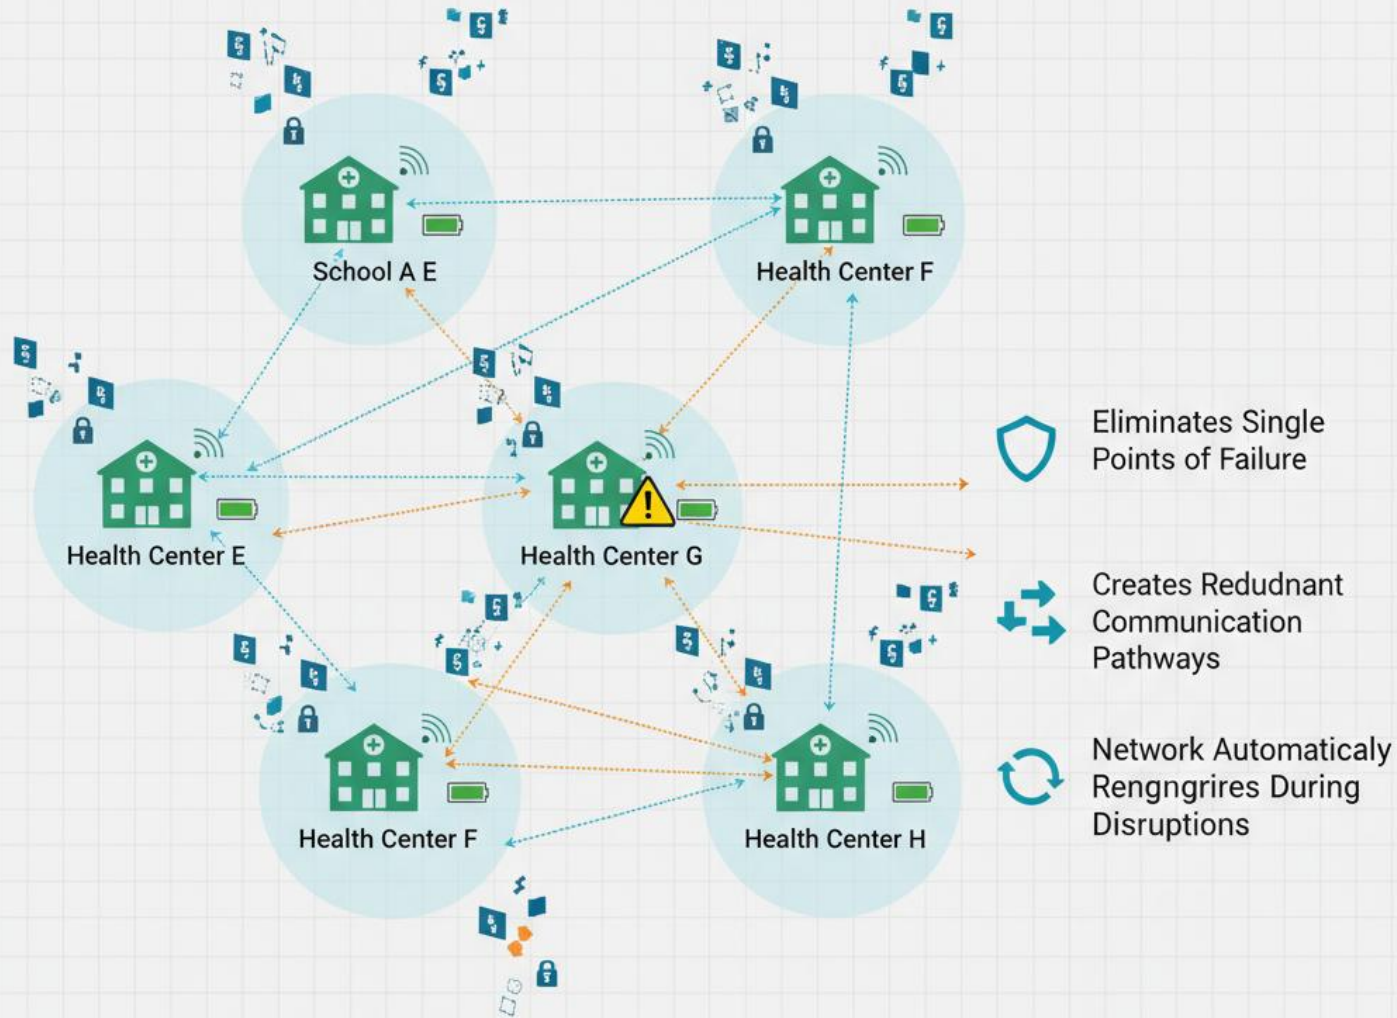 School A E
Health Center F
Health Center E
Health Center G
Health Center F
Health Center H
Eliminates Single
Points of Failure
Creates Redudnant
Communication
Pathways
Network Automaticaly
Rengngrires During
Disruptions